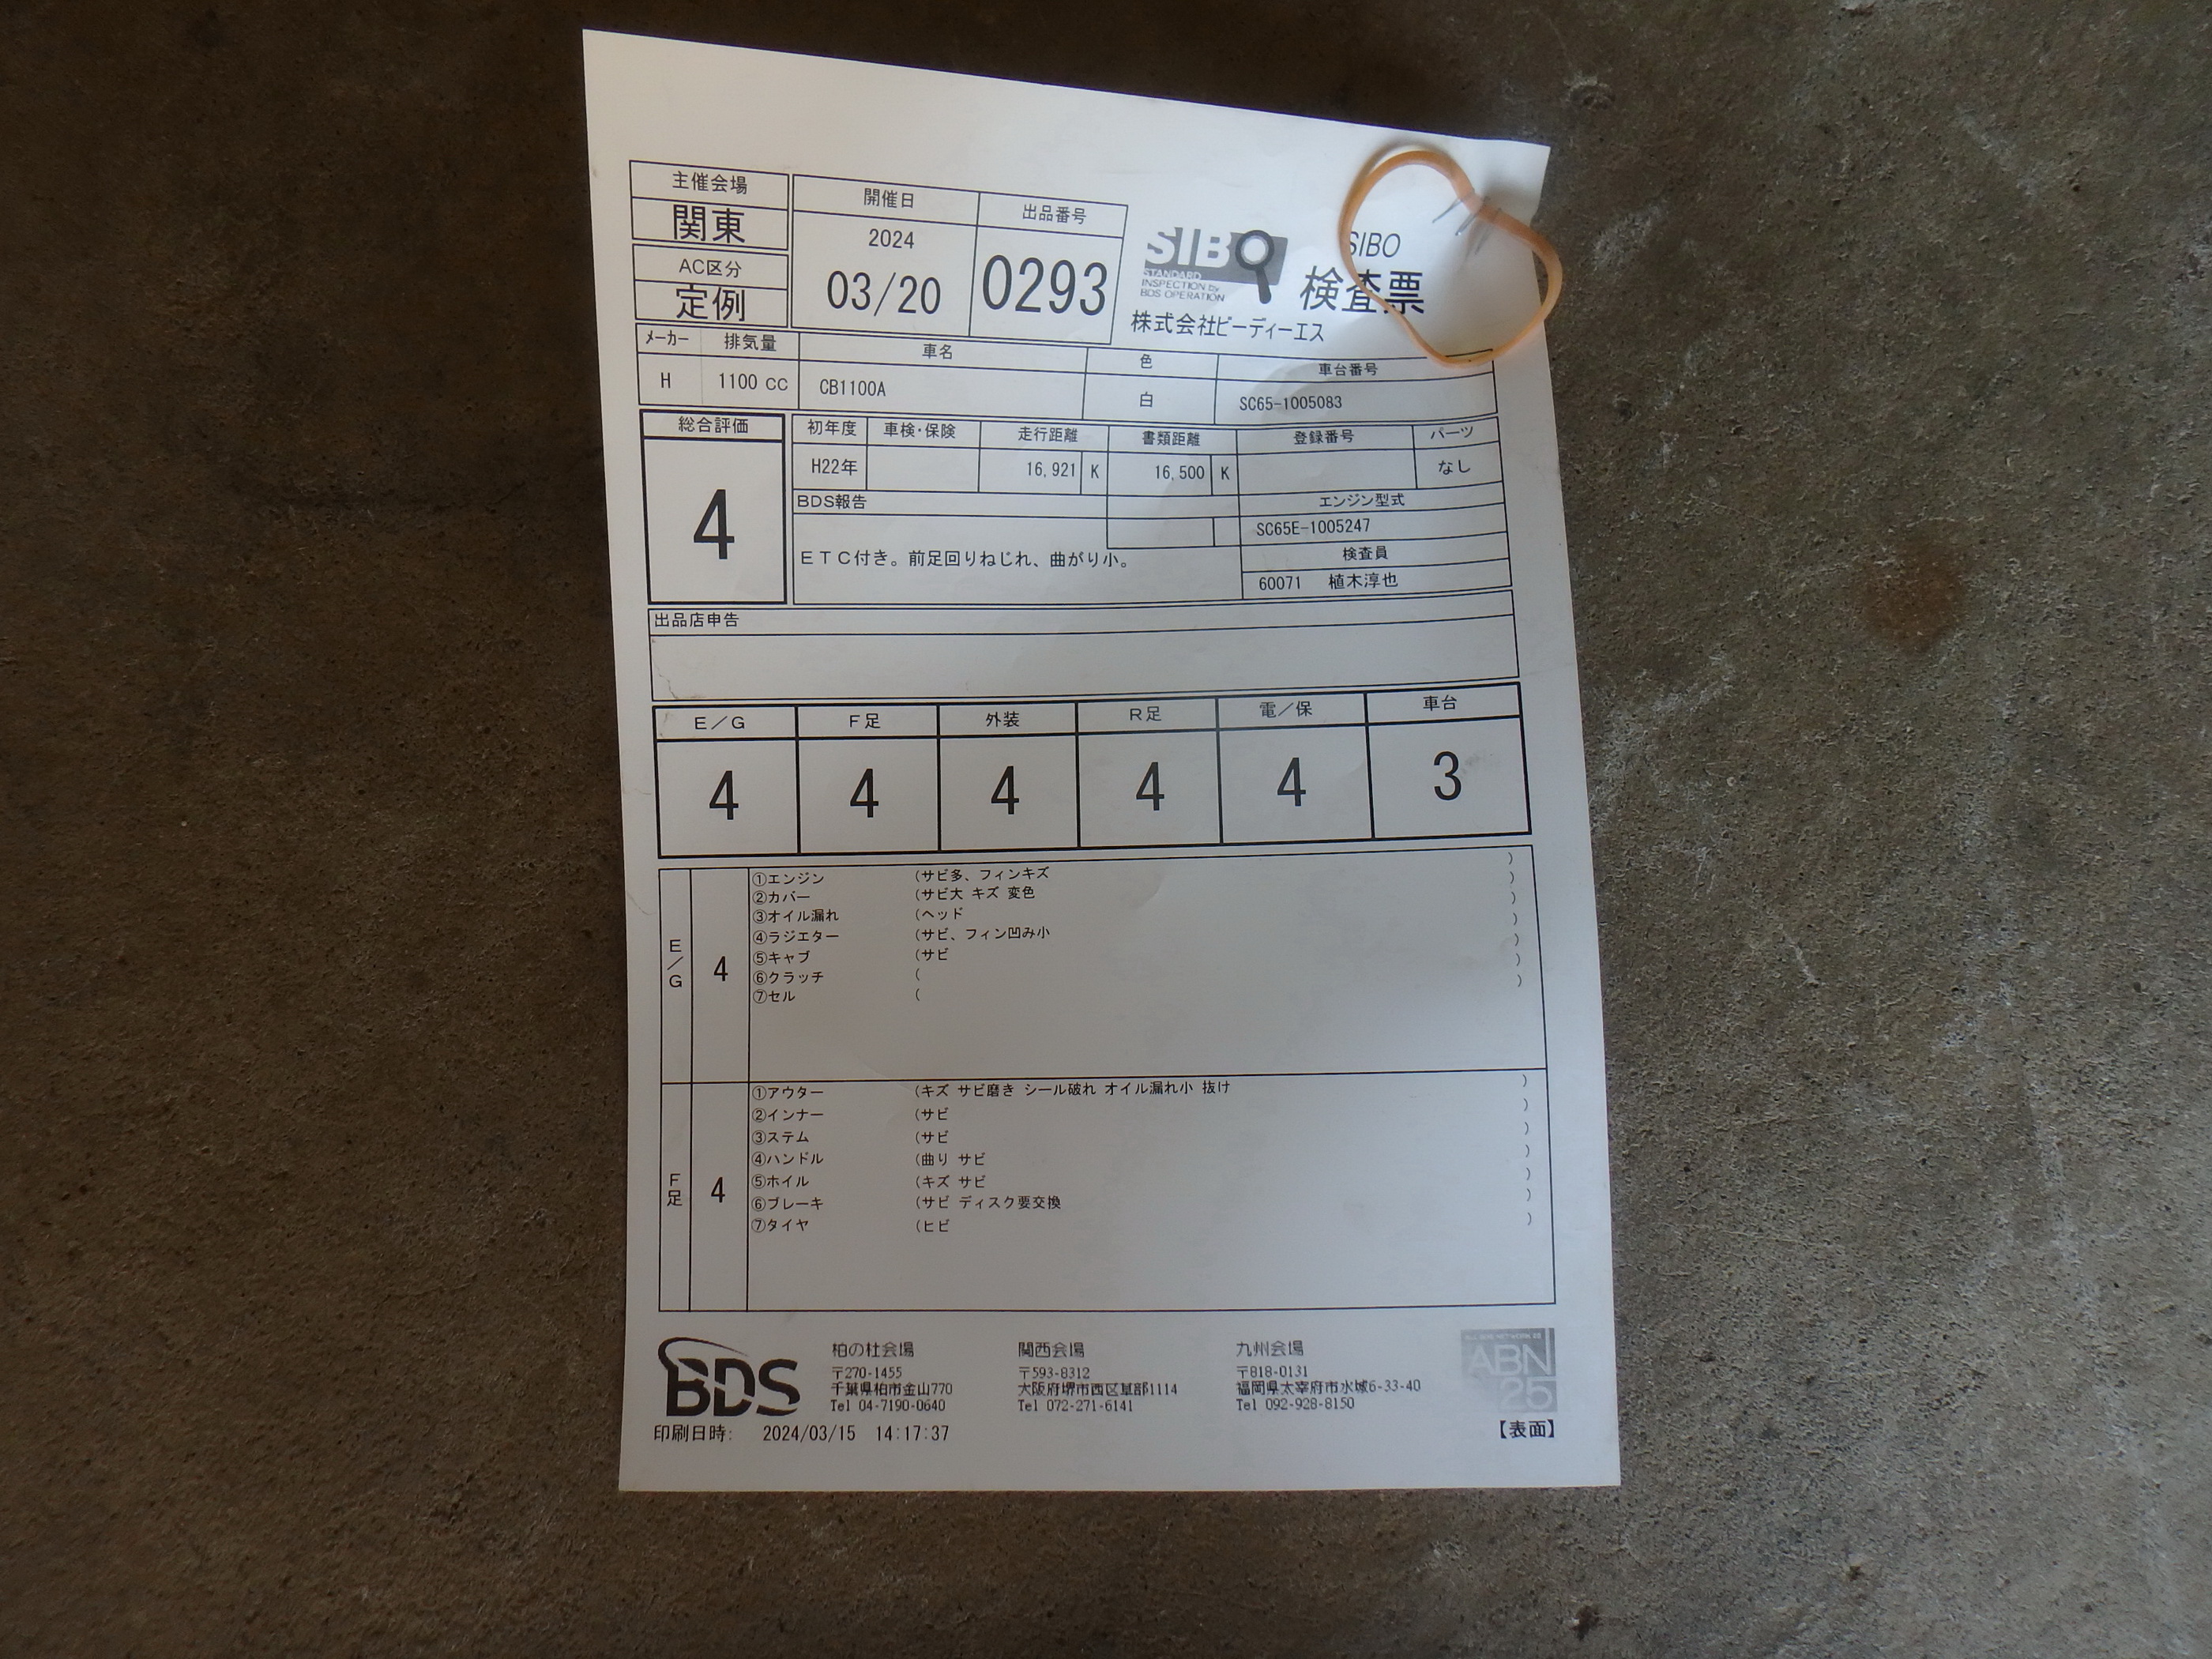 主催会場
関東
AC区分
定例
開催日
2024
03/20
出品番号
0293
SIBO
STANDARD
INSPECTION by
BDS OPERATION
株式会社ビーディーエス
SIBO
検査票
メーカー 排気量 車名 色 車台番号
H 1100 cc CB1100A 白 SC65-1005083
総合評価
4
初年度 車検・保険 走行距離 書類距離 登録番号 パーツ
H22年 16,921 K 16,500 K なし
BDS報告
ETC付き。前足回りねじれ、曲がり小。
エンジン型式
SC65E-1005247
検査員
60071 植木淳也
出品店申告
E/G F足 外装 R足 電/保 車台
4 4 4 4 4 3
E/G 4
①エンジン (サビ多、フィンキズ )
②カバー (サビ大 キズ 変色 )
③オイル漏れ (ヘッド )
④ラジエター (サビ、フィン凹み小 )
⑤キャブ (サビ )
⑥クラッチ ( )
⑦セル ( )
F足 4
①アウター (キズ サビ磨き シール破れ オイル漏れ小 抜け )
②インナー (サビ )
③ステム (サビ )
④ハンドル (曲り サビ )
⑤ホイル (キズ サビ )
⑥ブレーキ (サビ ディスク要交換 )
⑦タイヤ (ヒビ )
BDS
柏の杜会場
〒270-1455
千葉県柏市金山770
Tel 04-7190-0640
関西会場
〒593-8312
大阪府堺市西区草部1114
Tel 072-271-6141
九州会場
〒818-0131
福岡県太宰府市水城6-33-40
Tel 092-928-8150
ABN
25
印刷日時: 2024/03/15 14:17:37
【表面】